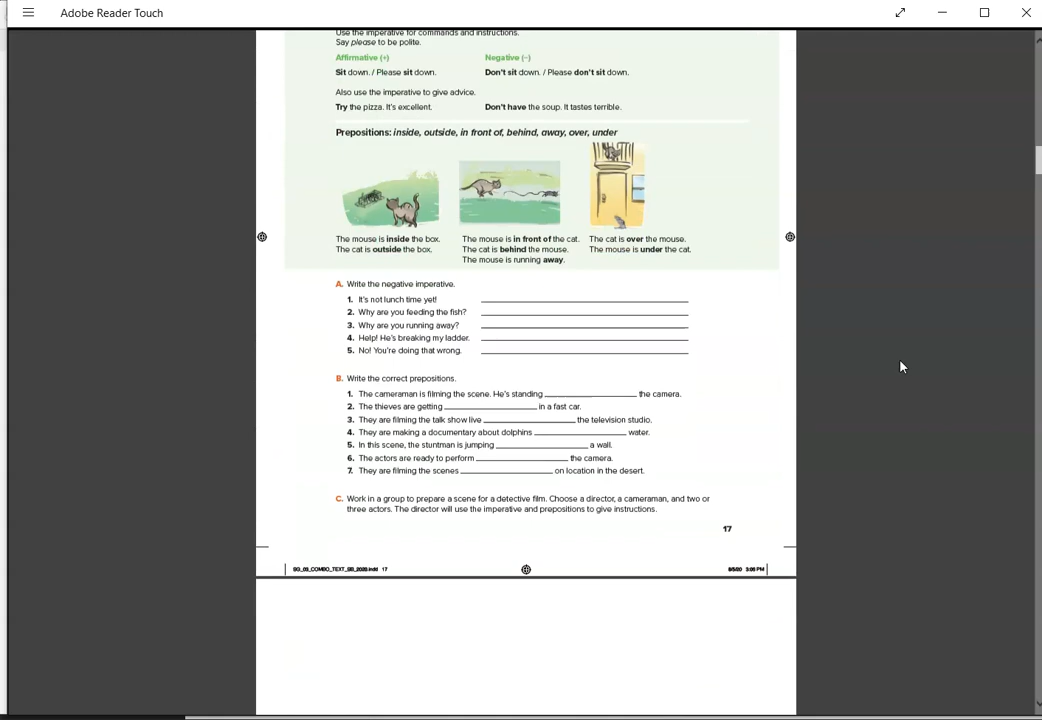 Adobe Reader Touch
Use the imperative for commands and instructions.
Say please to be polite.
Affirmative (+) Negative (–)
Sit down. / Please sit down. Don't sit down. / Please don't sit down.
Also use the imperative to give advice.
Try the pizza. It's excellent. Don't have the soup. It tastes terrible.
Prepositions: inside, outside, in front of, behind, away, over, under
The mouse is inside the box. The mouse is in front of the cat. The cat is over the mouse.
The cat is outside the box. The cat is behind the mouse. The mouse is under the cat.
The mouse is running away.
A. Write the negative imperative.
1. It's not lunch time yet!
2. Why are you feeding the fish?
3. Why are you running away?
4. Help! He's breaking my ladder.
5. No! You're doing that wrong.
B. Write the correct prepositions.
1. The cameraman is filming the scene. He's standing ____ the camera.
2. The thieves are getting ____ in a fast car.
3. They are filming the talk show live ____ the television studio.
4. They are making a documentary about dolphins ____ water.
5. In this scene, the stuntman is jumping ____ a wall.
6. The actors are ready to perform ____ the camera.
7. They are filming the scenes ____ on location in the desert.
C. Work in a group to prepare a scene for a detective film. Choose a director, a cameraman, and two or
three actors. The director will use the imperative and prepositions to give instructions.
17
SG_03_COMBO_TEXT_SB_2020.indd 17 8/5/20 3:05 PM